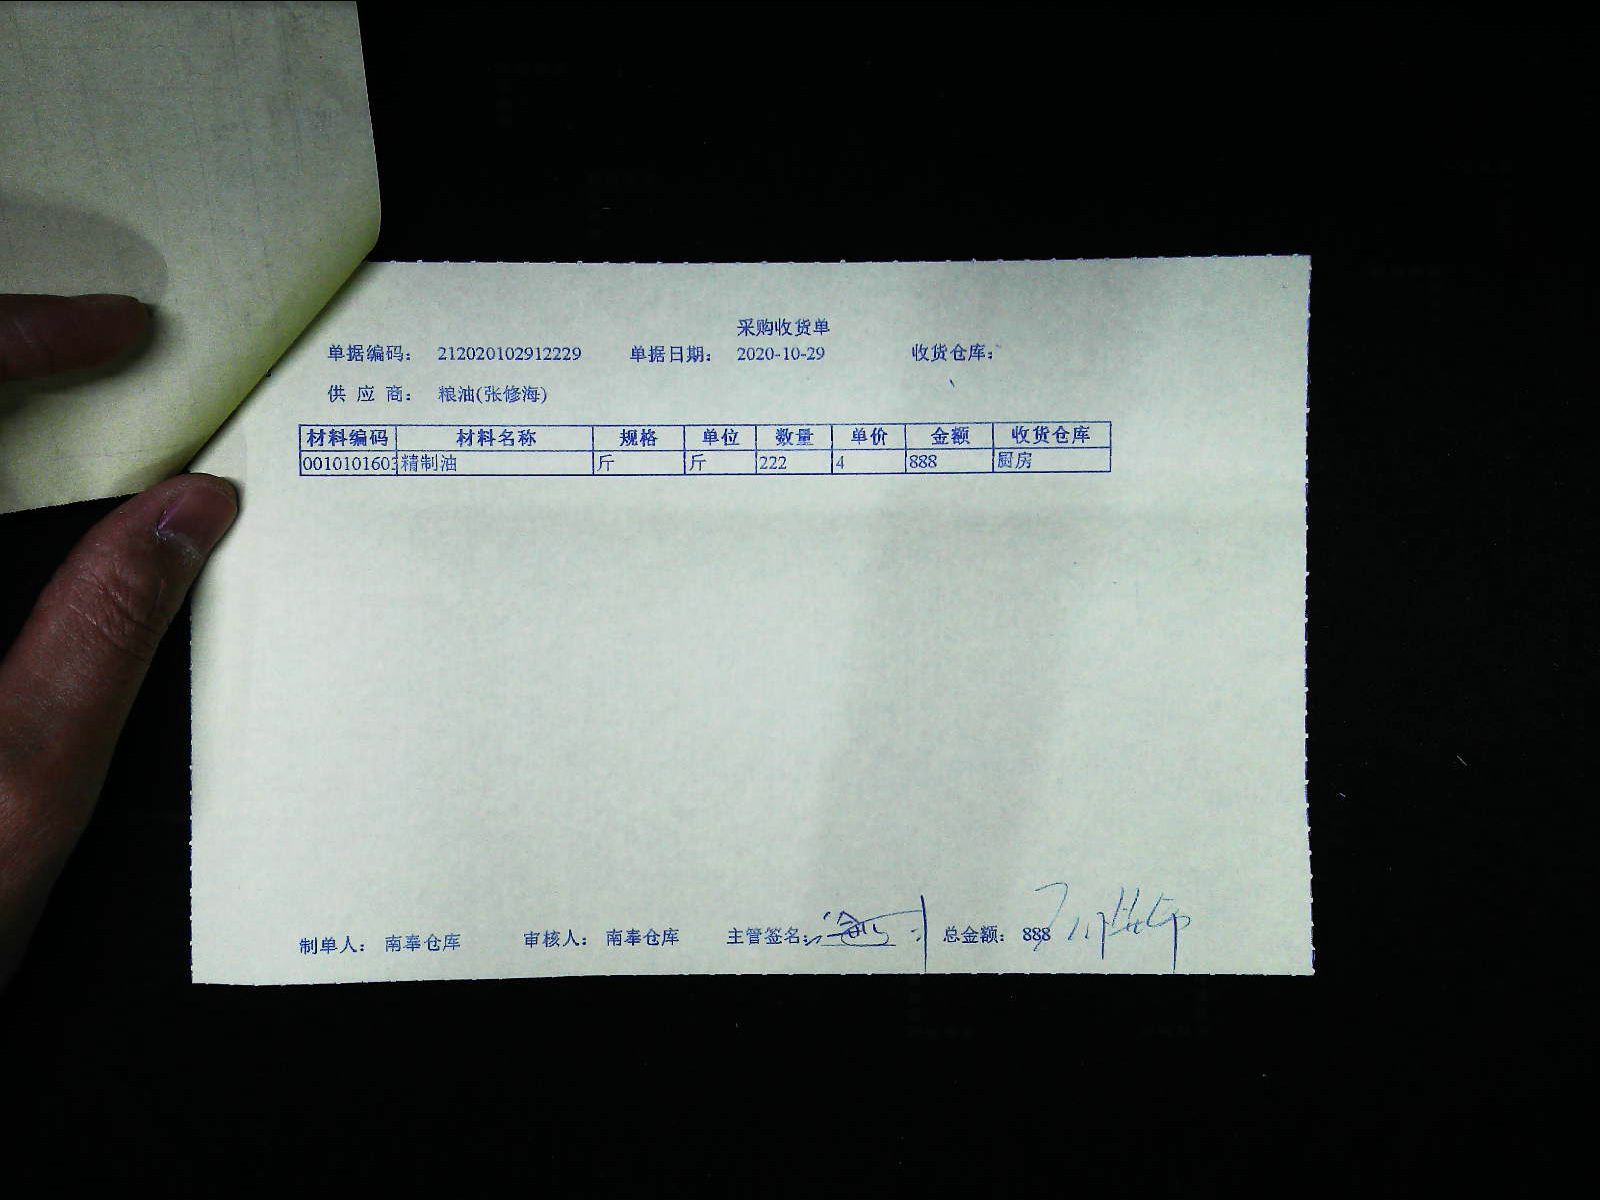 采购收货单
单据编码： 212020102912229 单据日期： 2020-10-29 收货仓库：
供 应 商： 粮油(张修海)
材料编码 材料名称 规格 单位 数量 单价 金额 收货仓库
0010101603 精制油 斤 斤 222 4 888 厨房
制单人： 南奉仓库 审核人： 南奉仓库 主管签名： 总金额： 888